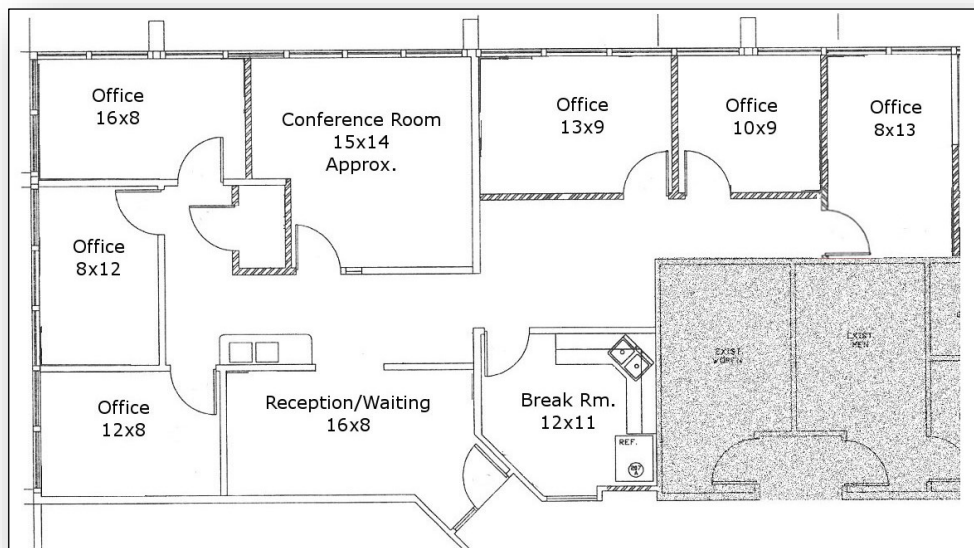 Office
16x8
Conference Room
15x14
Approx.
Office
13x9
Office
10x9
Office
8x13
Office
8x12
Office
12x8
Reception/Waiting
16x8
Break Rm.
12x11
REF.
EXIST
EXIST
MEN